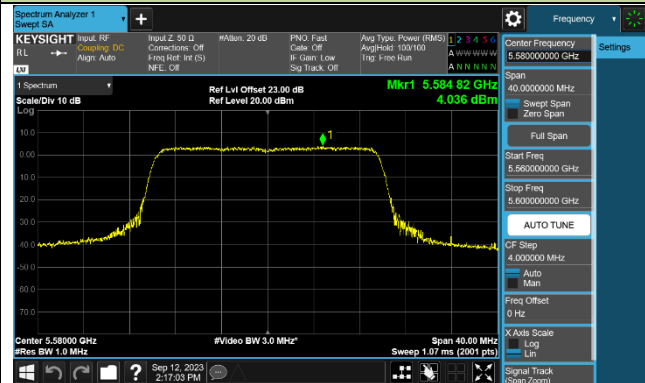 Spectrum Analyzer 1
Swept SA
+
Frequency
KEYSIGHT
RL
Input: RF
Coupling: DC
Align: Auto
Input Z: 50 Ω
Corrections: Off
Freq Ref: Int (S)
NFE: Off
#Atten: 20 dB
PNO: Fast
Gate: Off
IF Gain: Low
Sig Track: Off
Avg Type: Power (RMS)
Avg|Hold: 100/100
Trig: Free Run
1 2 3 4 5 6
A W W W W W
A N N N N N
1 Spectrum
Scale/Div 10 dB
Log
Ref Lvl Offset 23.00 dB
Ref Level 20.00 dBm
Mkr1 5.584 82 GHz
4.036 dBm
1
10.0
0.00
10.0
20.0
30.0
40.0
50.0
60.0
70.0
Center 5.58000 GHz
#Res BW 1.0 MHz
#Video BW 3.0 MHz*
Span 40.00 MHz
Sweep 1.07 ms (2001 pts)
?
Sep 12, 2023
2:17:03 PM
Center Frequency
5.580000000 GHz
Span
40.0000000 MHz
Swept Span
Zero Span
Full Span
Start Freq
5.560000000 GHz
Stop Freq
5.600000000 GHz
AUTO TUNE
CF Step
4.000000 MHz
Auto
Man
Freq Offset
0 Hz
X Axis Scale
Log
Lin
Signal Track
(Span Zoom)
Settings